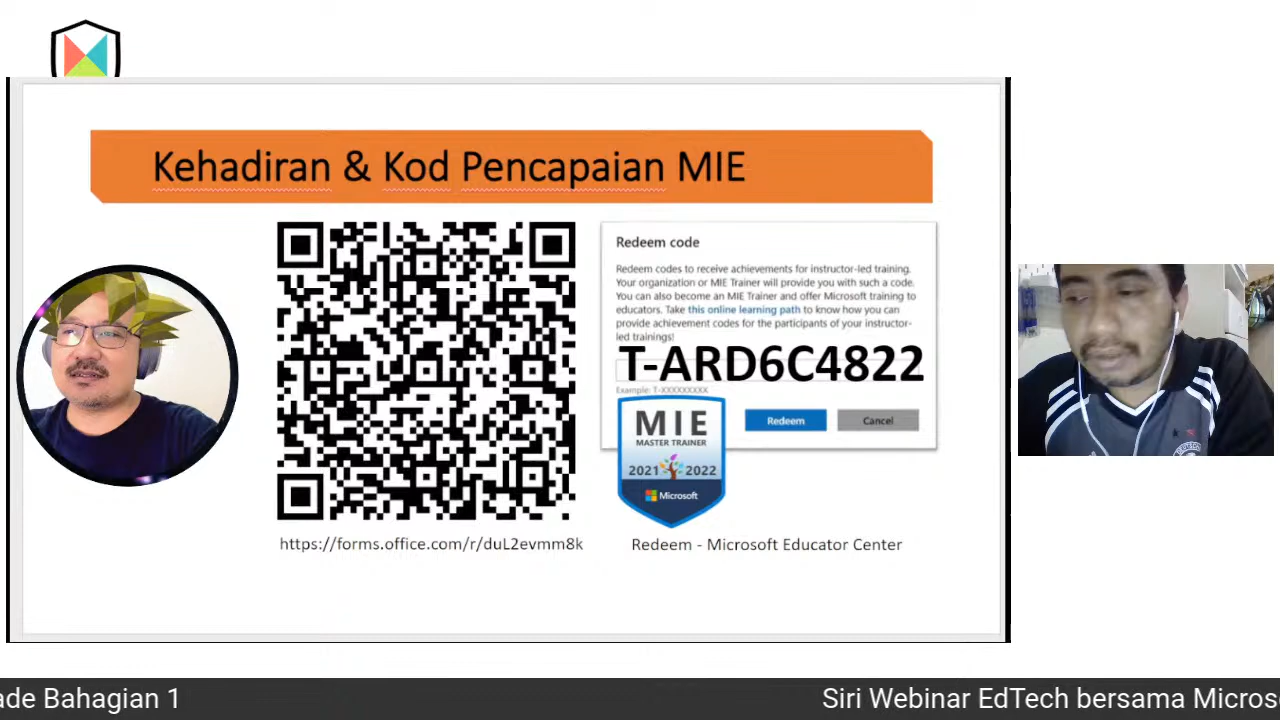 Kehadiran & Kod Pencapaian MIE
Redeem code
Redeem codes to receive achievements for instructor-led training.
Your organization or MIE Trainer will provide you with such a code.
You can also become an MIE Trainer and offer Microsoft training to
educators. Take this online learning path to know how you can
provide achievement codes for the participants of your instructor-
led trainings!
T-ARD6C4822
Example: T-XXXXXXXXX
MIE
MASTER TRAINER
2021 2022
Microsoft
Redeem
Cancel
https://forms.office.com/r/duL2evmm8k
Redeem - Microsoft Educator Center
ade Bahagian 1
Siri Webinar EdTech bersama Micros